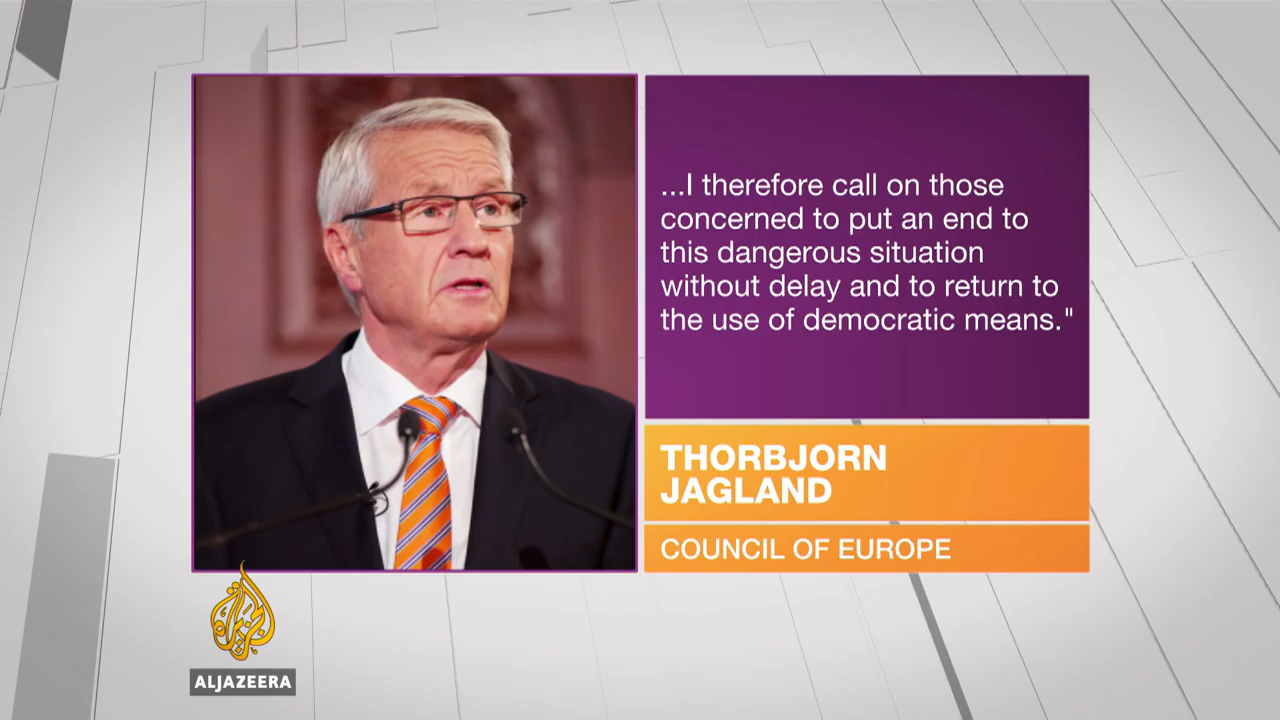 ...I therefore call on those
concerned to put an end to
this dangerous situation
without delay and to return to
the use of democratic means."
THORBJORN
JAGLAND
COUNCIL OF EUROPE
الجزيرة
ALJAZEERA